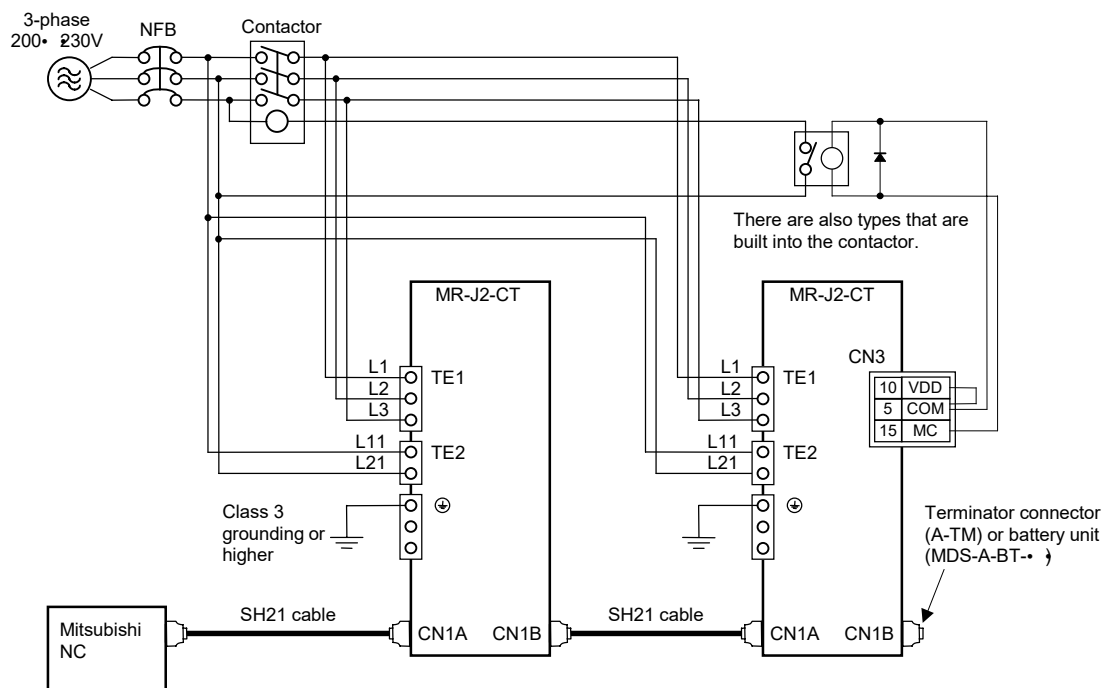 3-phase
200• •230V
NFB
Contactor
There are also types that are
built into the contactor.
MR-J2-CT
MR-J2-CT
CN3
L1
TE1
L2
L3
L11
TE2
L21
L1
TE1
L2
L3
L11
TE2
L21
10 VDD
5 COM
15 MC
Class 3
grounding or
higher
Terminator connector
(A-TM) or battery unit
(MDS-A-BT-• •)
Mitsubishi
NC
SH21 cable
CN1A
CN1B
SH21 cable
CN1A
CN1B